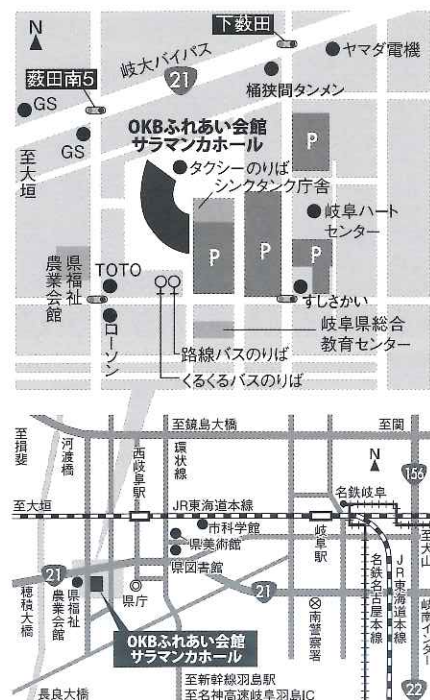 N
下薮田
ヤマダ電機
岐大バイパス
21
桶狭間タンメン
薮田南5
GS
GS
至大垣
OKBふれあい会館
サラマンカホール
P
タクシーのりば
シンクタンク庁舎
岐阜ハート
センター
P
P
P
県福祉
農業会館
TOTO
ローソン
すしさかい
岐阜県総合
教育センター
路線バスのりば
くるくるバスのりば
至揖斐
河渡橋
西岐阜駅
環状線
至鏡島大橋
至関
N
156
名鉄岐阜
至大垣
JR東海道本線
市科学館
県美術館
県図書館
岐阜駅
至犬山
21
穂積大橋
県福祉
農業会館
県庁
21
南警察署
名鉄名古屋本線
JR東海道本線
岐南インター
OKBふれあい会館
サラマンカホール
長良大橋
至新幹線羽島駅
至名神高速岐阜羽島IC
22